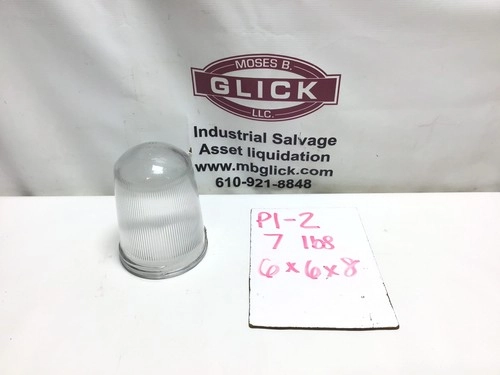 MOSES B.
GLICK
LLC.
Industrial Salvage
Asset liquidation
www.mbglick.com
610-921-8848
P1-2
7 lbs
6x6x8